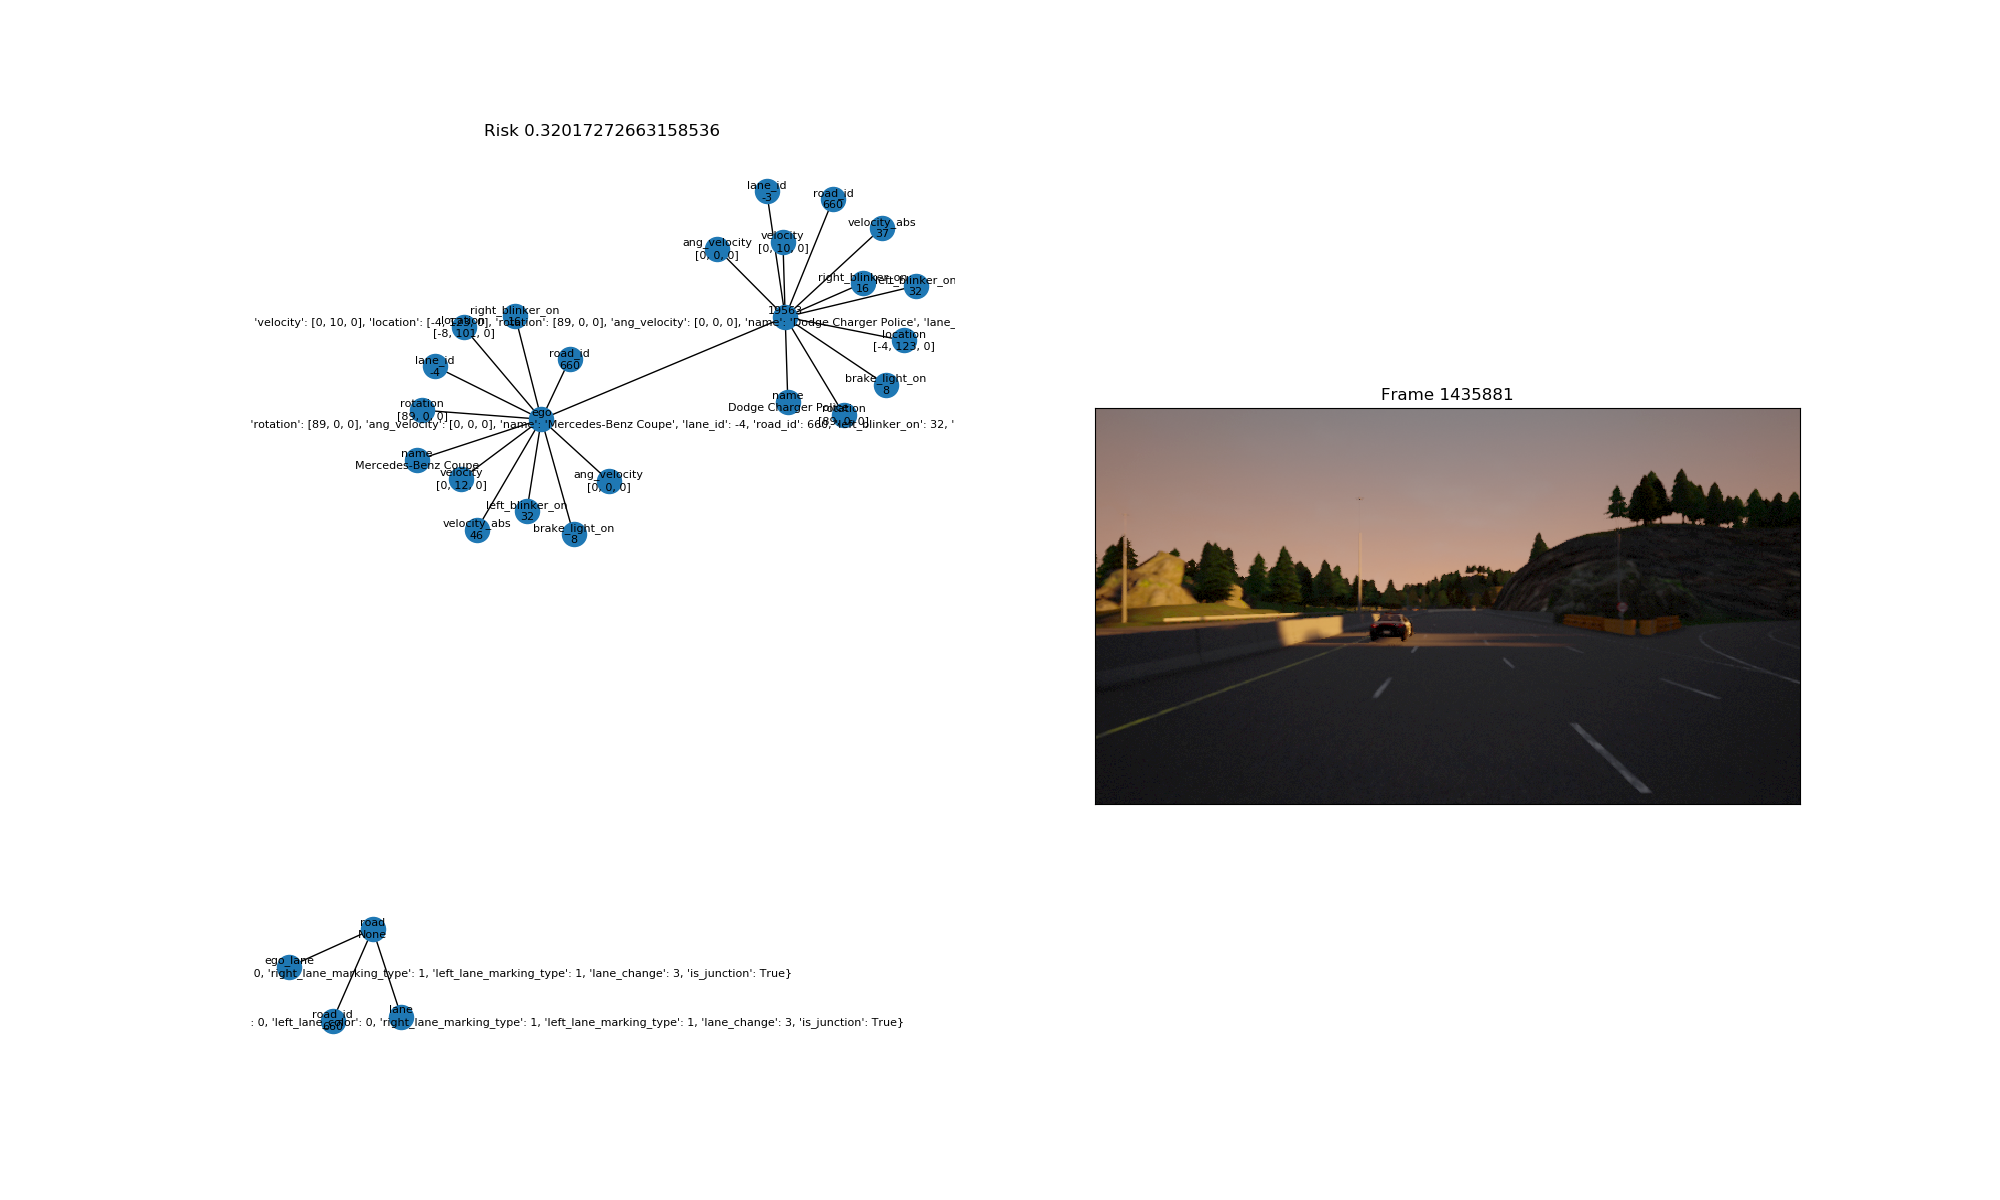 Risk 0.32017272663158536
lane_id
-3
road_id
660
velocity_abs
37
ang_velocity
[0, 0, 0]
velocity
[0, 10, 0]
right_blinker_on
16
left_blinker_on
32
19563
'velocity': [0, 10, 0], 'location': [-4, 123, 0], 'rotation': [89, 0, 0], 'ang_velocity': [0, 0, 0], 'name': 'Dodge Charger Police', 'lane_
location
[-4, 123, 0]
brake_light_on
8
name
Dodge Charger Police
rotation
[89, 0, 0]
right_blinker_on
16
location
[-8, 101, 0]
road_id
660
lane_id
-4
rotation
[89, 0, 0]
ego
'rotation': [89, 0, 0], 'ang_velocity': [0, 0, 0], 'name': 'Mercedes-Benz Coupe', 'lane_id': -4, 'road_id': 660, 'left_blinker_on': 32, '
name
Mercedes-Benz Coupe
velocity
[0, 12, 0]
ang_velocity
[0, 0, 0]
left_blinker_on
32
velocity_abs
46
brake_light_on
8
Frame 1435881
road
None
ego_lane
0, 'right_lane_marking_type': 1, 'left_lane_marking_type': 1, 'lane_change': 3, 'is_junction': True}
road_id
660
lane
: 0, 'left_lane_color': 0, 'right_lane_marking_type': 1, 'left_lane_marking_type': 1, 'lane_change': 3, 'is_junction': True}